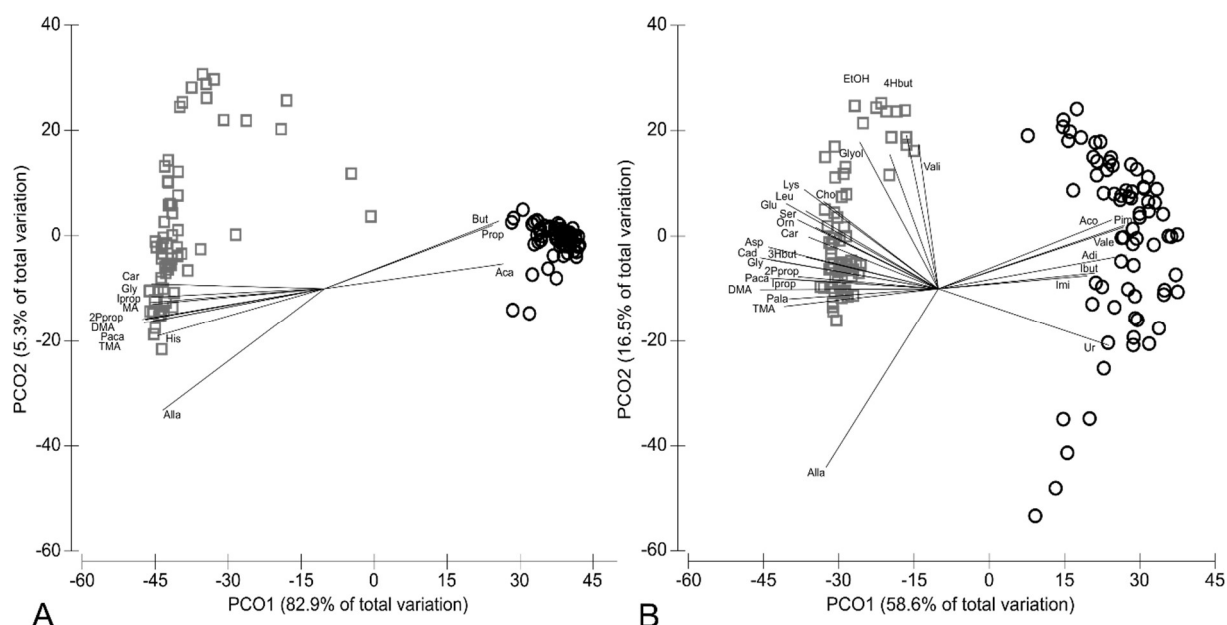 40
20
0
-20
-40
-60
PCO2 (5.3% of total variation)
But
Prop
Aca
Car
Gly
Iprop
MA
2Pprop
DMA
Paca
TMA
His
Alla
-60
-45
-30
-15
0
15
30
45
PCO1 (82.9% of total variation)
A
40
20
0
-20
-40
-60
PCO2 (16.5% of total variation)
EtOH
4Hbut
Glyol
Vali
Lys
Leu
Chol
Glu
Ser
Orn
Car
Asp
3Hbut
Cad
Gly
2Pprop
Paca
Iprop
DMA
Pala
TMA
Aco
Pim
Vale
Adi
Ibut
Imi
Ur
Alla
-60
-45
-30
-15
0
15
30
45
PCO1 (58.6% of total variation)
B